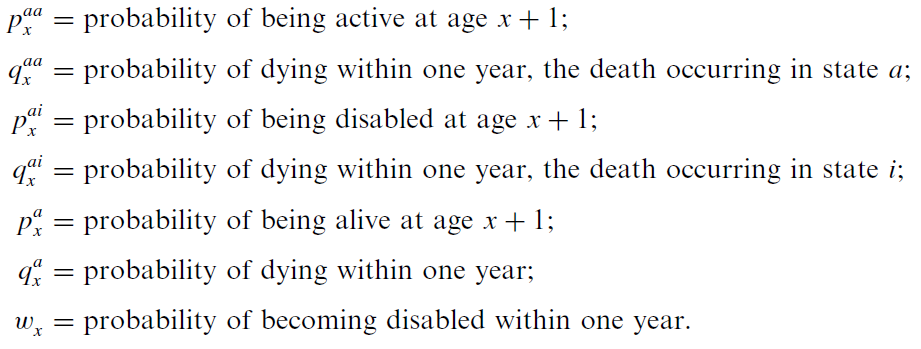 $p_x^{aa}$ = probability of being active at age $x + 1$;
$q_x^{aa}$ = probability of dying within one year, the death occurring in state $a$;
$p_x^{ai}$ = probability of being disabled at age $x + 1$;
$q_x^{ai}$ = probability of dying within one year, the death occurring in state $i$;
$p_x^{a}$ = probability of being alive at age $x + 1$;
$q_x^{a}$ = probability of dying within one year;
$w_x$ = probability of becoming disabled within one year.